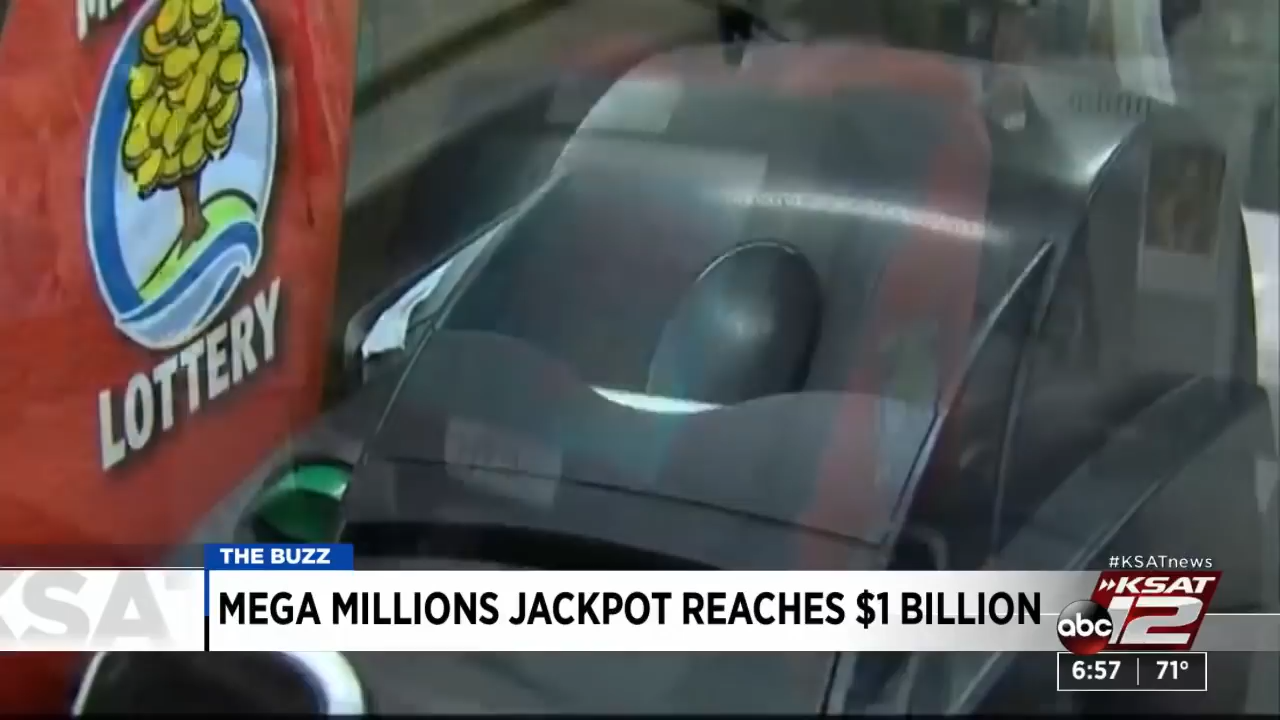 LOTTERY
THE BUZZ
MEGA MILLIONS JACKPOT REACHES $1 BILLION
#KSATnews
KSAT
12
abc
6:57 71°